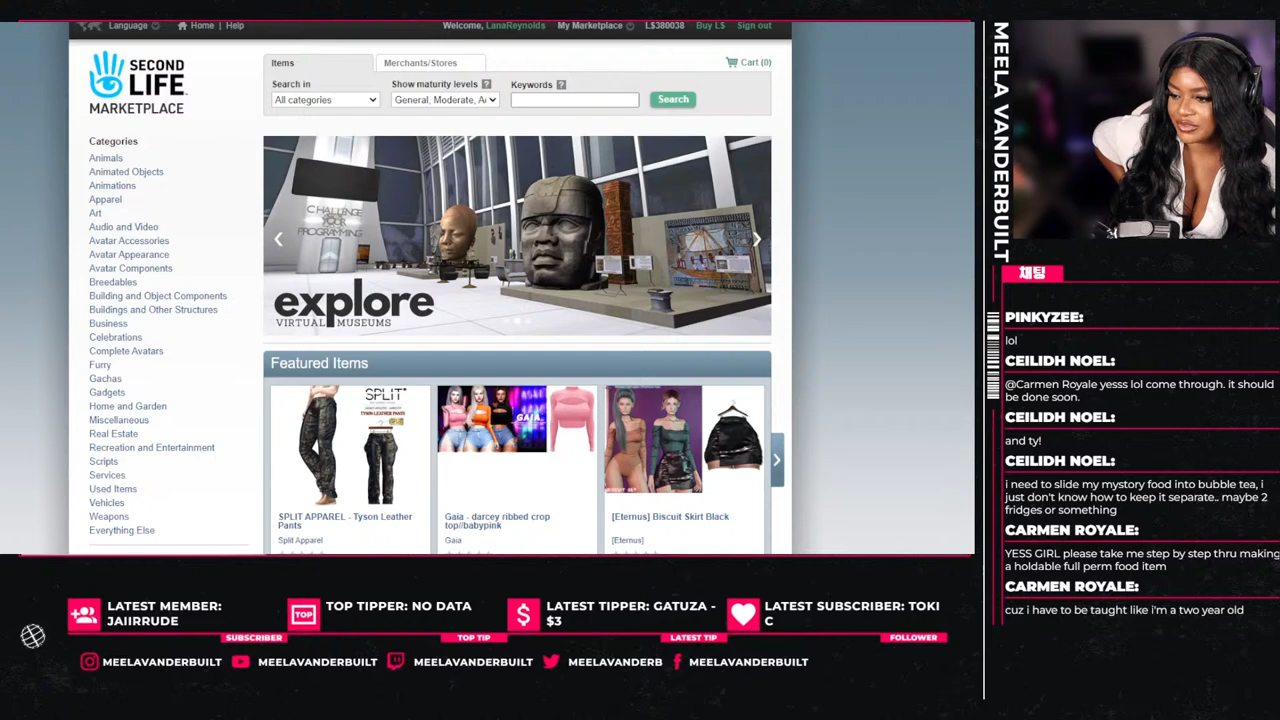 Language
Home | Help
Welcome, LanaReynolds
My Marketplace
L$380038
Buy L$
Sign out
SECOND
LIFE
MARKETPLACE
Items
Merchants/Stores
Cart (0)
Search in
Show maturity levels ?
Keywords ?
All categories
General, Moderate, A
Search
Categories
Animals
Animated Objects
Animations
Apparel
Art
Audio and Video
Avatar Accessories
Avatar Appearance
Avatar Components
Breedables
Building and Object Components
Buildings and Other Structures
Business
Celebrations
Complete Avatars
Furry
Gachas
Gadgets
Home and Garden
Miscellaneous
Real Estate
Recreation and Entertainment
Scripts
Services
Used Items
Vehicles
Weapons
Everything Else
CHALLENGE
YOUR
PROGRAMMING
explore
VIRTUAL MUSEUMS
Featured Items
SPLIT
GAIA
SPLIT APPAREL - Tyson Leather
Pants
Split Apparel
Gaia - darcey ribbed crop
top//babypink
Gaia
[Eternus] Biscuit Skirt Black
[Eternus]
MEELA VANDERBUILT
채팅
PINKYZEE:
lol
CEILIDH NOEL:
@Carmen Royale yesss lol come through. it should
be done soon.
CEILIDH NOEL:
and ty!
CEILIDH NOEL:
i need to slide my mystory food into bubble tea, i
just don't know how to keep it separate.. maybe 2
fridges or something
CARMEN ROYALE:
YESS GIRL please take me step by step thru making
a holdable full perm food item
CARMEN ROYALE:
cuz i have to be taught like i'm a two year old
LATEST MEMBER:
JAIIRRUDE
SUBSCRIBER
TOP
TOP TIPPER: NO DATA
TOP TIP
LATEST TIPPER: GATUZA -
$3
LATEST TIP
LATEST SUBSCRIBER: TOKI
C
FOLLOWER
MEELAVANDERBUILT
MEELAVANDERBUILT
MEELAVANDERBUILT
MEELAVANDERB
MEELAVANDERBUILT